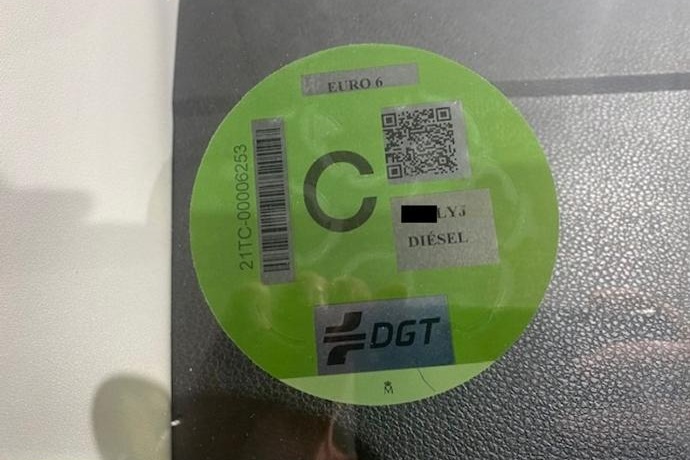 EURO 6
21TC-00006253
C
LYJ
DIÉSEL
DGT
M